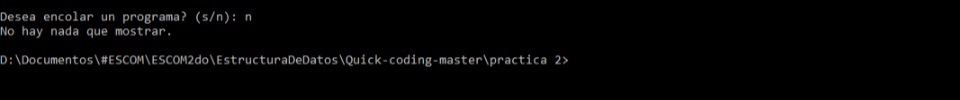 Desea encolar un programa? (s/n): n
No hay nada que mostrar.
D:\Documentos\#ESCOM\ESCOM2do\EstructuraDeDatos\Quick-coding-master\practica 2>